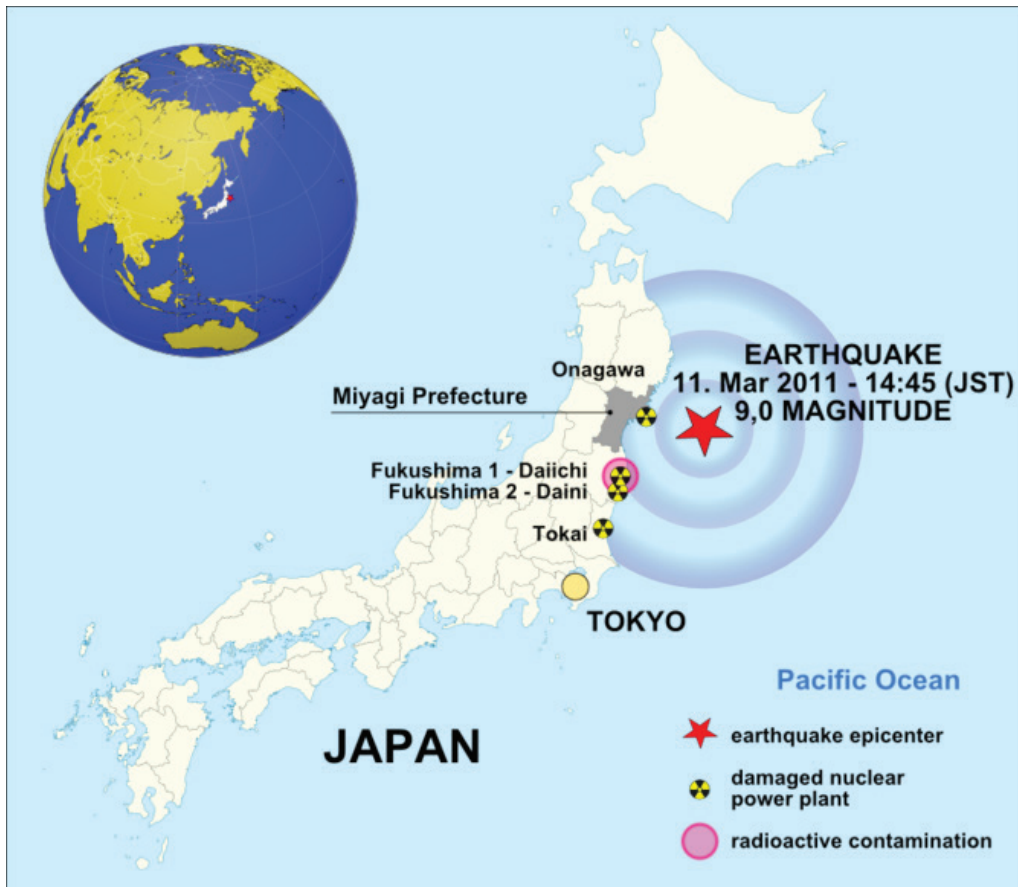 Onagawa
EARTHQUAKE
11. Mar 2011 - 14:45 (JST)
9,0 MAGNITUDE
Miyagi Prefecture
Fukushima 1 - Daiichi
Fukushima 2 - Daini
Tokai
TOKYO
Pacific Ocean
JAPAN
earthquake epicenter
damaged nuclear
power plant
radioactive contamination